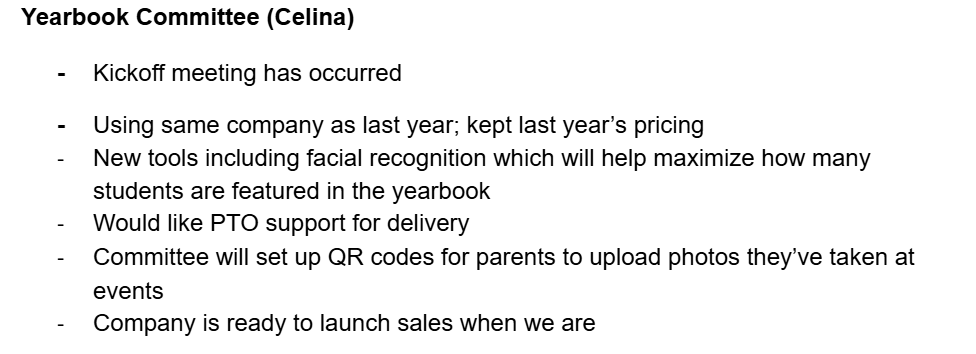 Yearbook Committee (Celina)
- Kickoff meeting has occurred
- Using same company as last year; kept last year’s pricing
- New tools including facial recognition which will help maximize how many
students are featured in the yearbook
- Would like PTO support for delivery
- Committee will set up QR codes for parents to upload photos they’ve taken at
events
- Company is ready to launch sales when we are